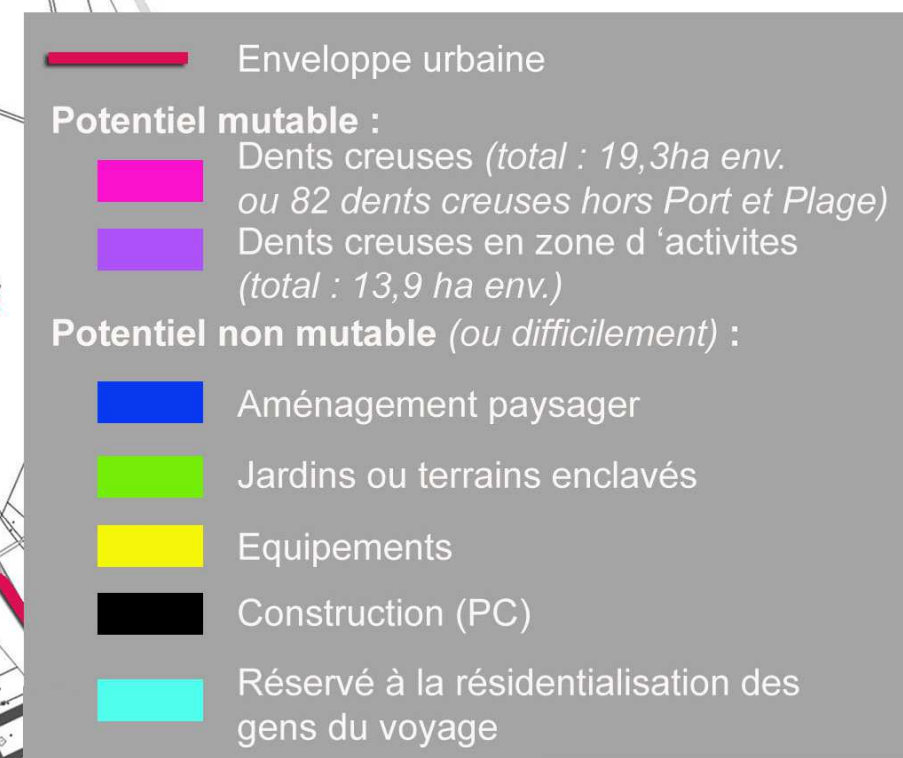 Enveloppe urbaine
Potentiel mutable :
Dents creuses (total : 19,3ha env.
ou 82 dents creuses hors Port et Plage)
Dents creuses en zone d ‘activites
(total : 13,9 ha env.)
Potentiel non mutable (ou difficilement) :
Aménagement paysager
Jardins ou terrains enclavés
Equipements
Construction (PC)
Réservé à la résidentialisation des
gens du voyage